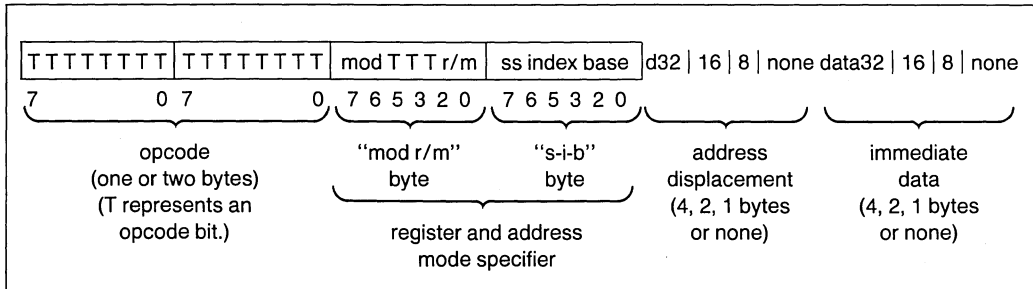 T T T T T T T T T T T T T T T T mod T T T r/m ss index base d32 | 16 | 8 | none data32 | 16 | 8 | none
7 0 7 0 7 6 5 3 2 0 7 6 5 3 2 0
opcode
(one or two bytes)
(T represents an
opcode bit.)
“mod r/m”
byte
“s-i-b”
byte
register and address
mode specifier
address
displacement
(4, 2, 1 bytes
or none)
immediate
data
(4, 2, 1 bytes
or none)